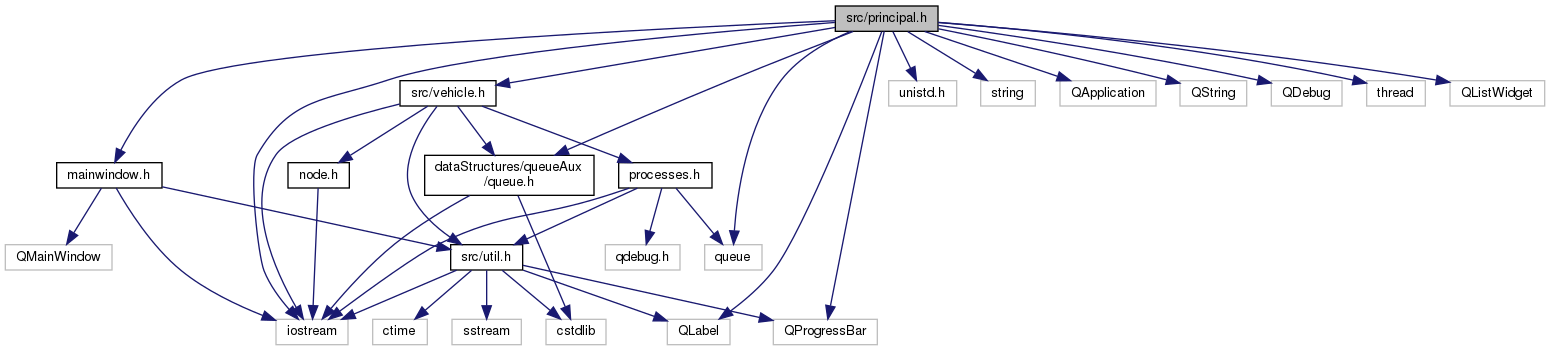 src/principal.h
src/vehicle.h
unistd.h
string
QApplication
QString
QDebug
thread
QListWidget
mainwindow.h
node.h
dataStructures/queueAux
/queue.h
processes.h
QMainWindow
src/util.h
qdebug.h
queue
iostream
ctime
sstream
cstdlib
QLabel
QProgressBar